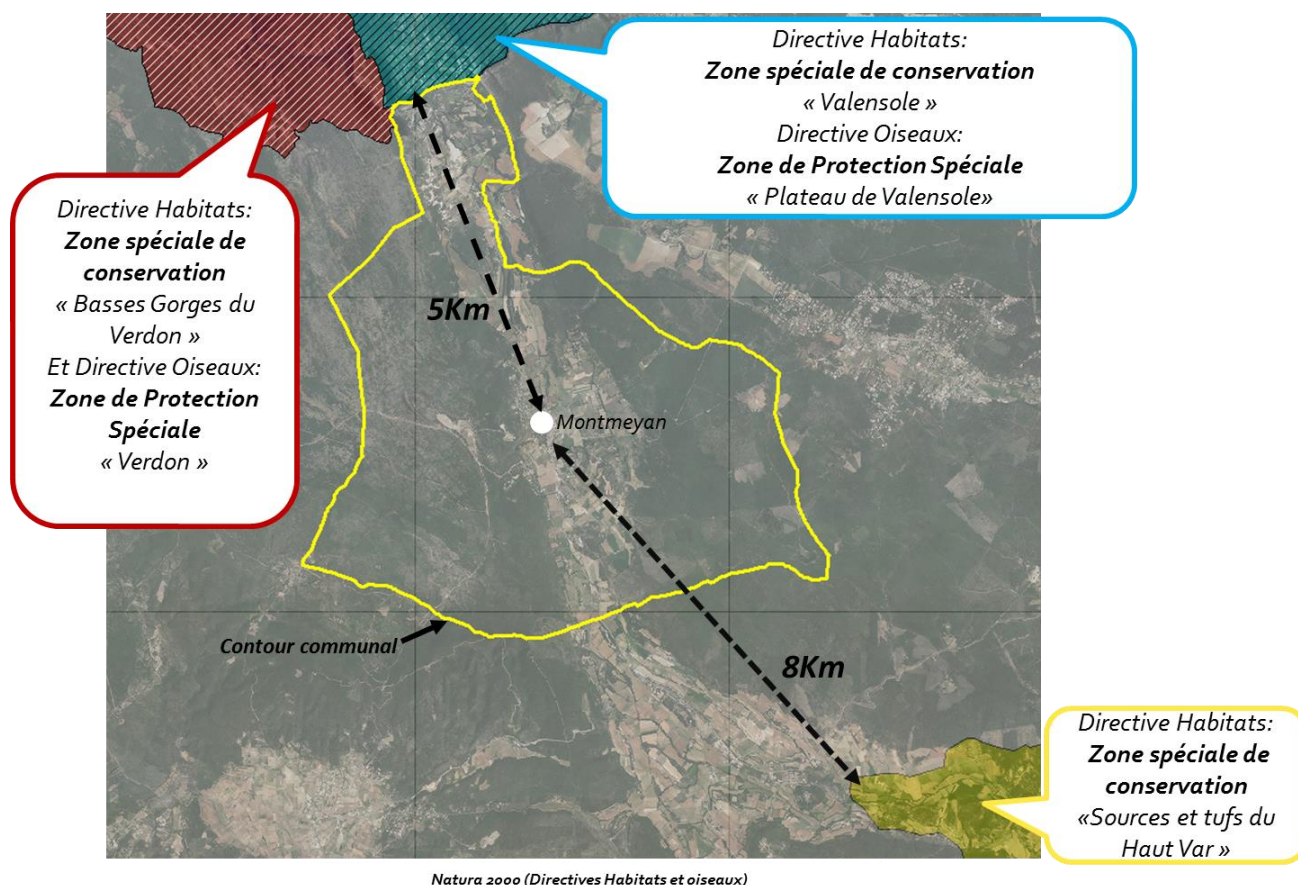 Directive Habitats:
Zone spéciale de conservation
« Valensole »
Directive Oiseaux:
Zone de Protection Spéciale
« Plateau de Valensole»
Directive Habitats:
Zone spéciale de
conservation
« Basses Gorges du
Verdon »
Et Directive Oiseaux:
Zone de Protection
Spéciale
« Verdon »
5Km
Montmeyan
Contour communal
8Km
Directive Habitats:
Zone spéciale de
conservation
«Sources et tufs du
Haut Var »
Natura 2000 (Directives Habitats et oiseaux)